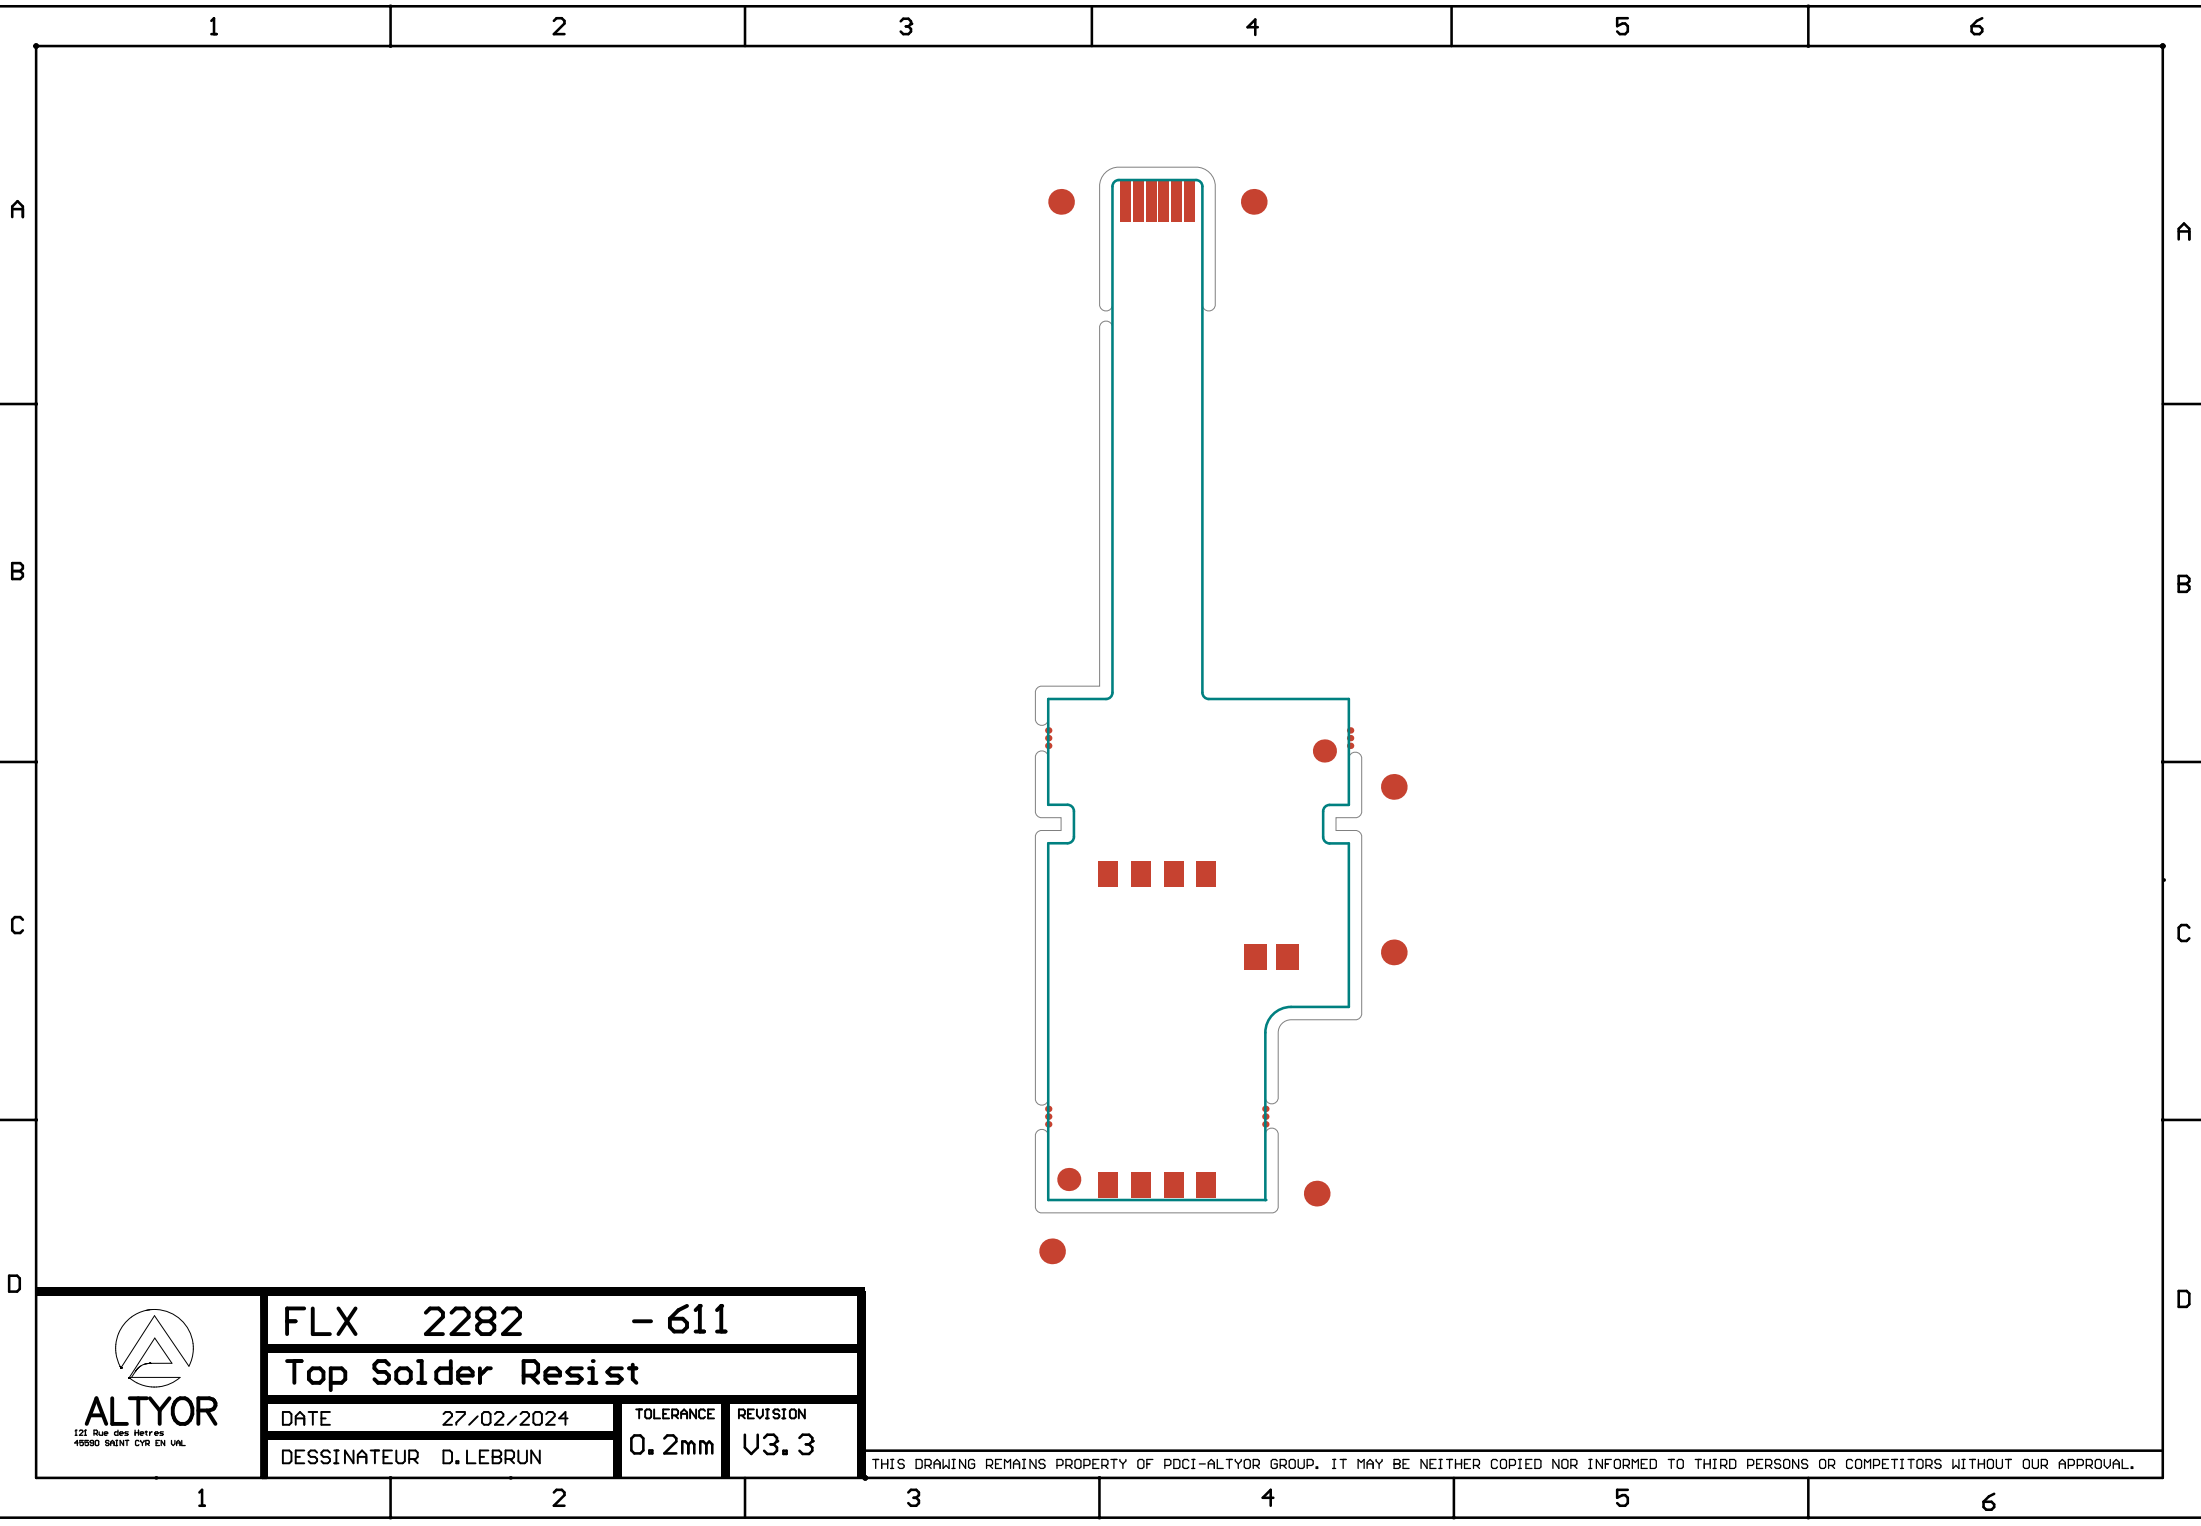 1 2 3 4 5 6
A A
B B
C C
D D
FLX 2282 - 611
Top Solder Resist
DATE 27/02/2024
DESSINATEUR D.LEBRUN
TOLERANCE
0.2mm
REVISION
V3.3
ALTYOR
121 Rue des Hetres
45590 SAINT CYR EN VAL
THIS DRAWING REMAINS PROPERTY OF PDCI-ALTYOR GROUP. IT MAY BE NEITHER COPIED NOR INFORMED TO THIRD PERSONS OR COMPETITORS WITHOUT OUR APPROVAL.
1 2 3 4 5 6